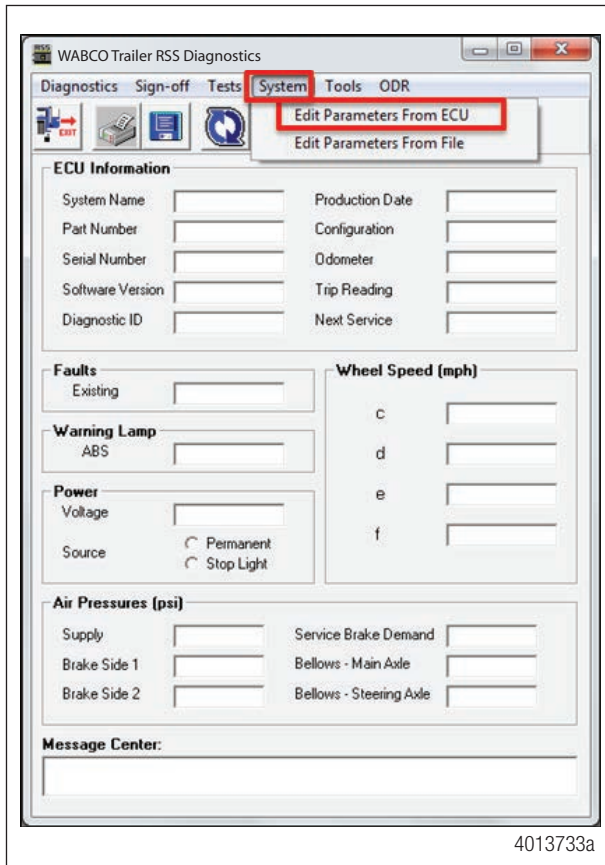 RSS WABCO Trailer RSS Diagnostics
Diagnostics Sign-off Tests System Tools ODR
EXIT
Edit Parameters From ECU
Edit Parameters From File
ECU Information
System Name Production Date
Part Number Configuration
Serial Number Odometer
Software Version Trip Reading
Diagnostic ID Next Service
Faults Wheel Speed (mph)
Existing
c
Warning Lamp
ABS d
Power e
Voltage
f
Source Permanent
Stop Light
Air Pressures (psi)
Supply Service Brake Demand
Brake Side 1 Bellows - Main Axle
Brake Side 2 Bellows - Steering Axle
Message Center:
4013733a